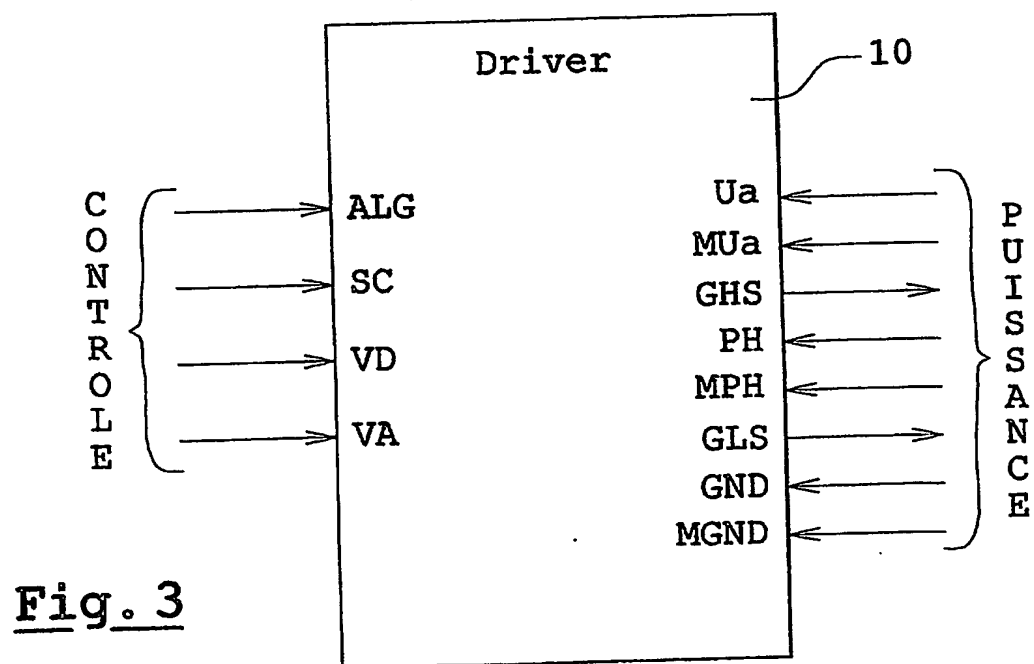 Driver
10
CONTROLE
ALG
SC
VD
VA
Ua
MUa
GHS
PH
MPH
GLS
GND
MGND
PUISSANCE
Fig. 3